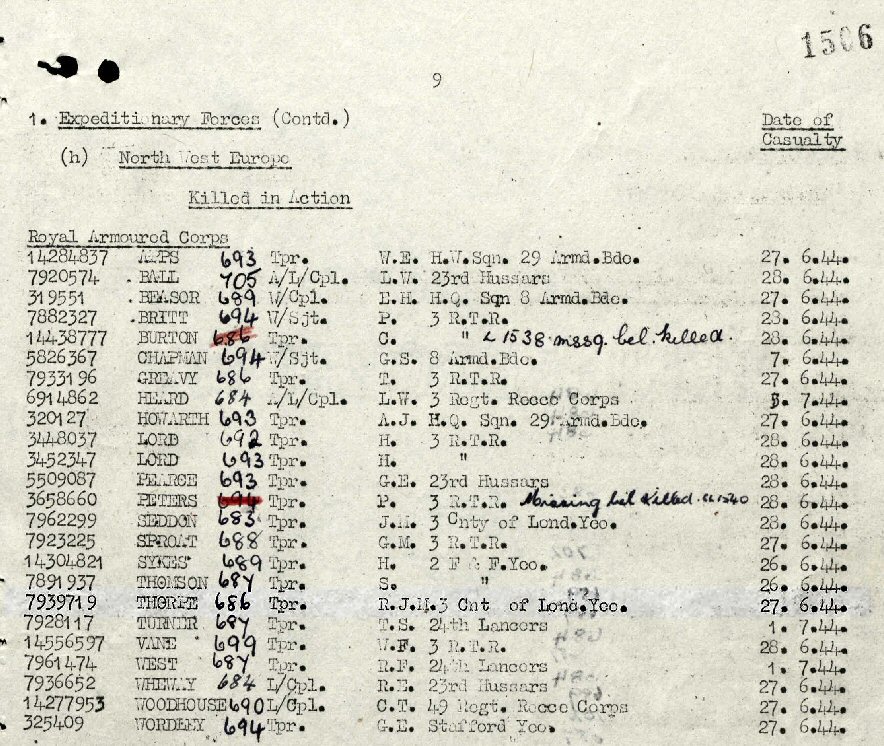 1506
9
1. Expeditionary Forces (Contd.)
Date of
Casualty
(h) North West Europe
Killed in Action
Royal Armoured Corps
14284837 AMPS 693 Tpr. W.E. H.W.Sqn. 29 Armd.Bde. 27. 6.44.
7920574 BALL 705 A/L/Cpl. L.W. 23rd Hussars 28. 6.44.
319551 BEASOR 689 W/Cpl. E.H. H.Q. Sqn 8 Armd.Bde. 27. 6.44.
7882327 BRITT 694 W/Sjt. P. 3 R.T.R. 28. 6.44.
14438777 BURTON 686 Tpr. C. " 1538 missg. bel. killed. 28. 6.44.
5826367 CHAPMAN 694 W/Sjt. G.S. 8 Armd.Bde. 7. 6.44.
7933196 GREAVY 686 Tpr. T. 3 R.T.R. 27. 6.44.
6914862 HEARD 684 A/L/Cpl. L.W. 3 Regt. Recce Corps 7.44.
320127 HOWARTH 693 Tpr. A.J. H.Q. Sqn. 29 Armd.Bde. 27. 6.44.
3448037 LORD 692 Tpr. H. 3 R.T.R. 28. 6.44.
3452347 LORD 693 Tpr. H. " 28. 6.44.
5509087 PEARCE 693 Tpr. G.E. 23rd Hussars 28. 6.44.
3658660 PETERS 694 Tpr. P. 3 R.T.R. Missing bel Killed. 1540 28. 6.44.
7962299 SEDDON 683 Tpr. J.M. 3 Cnty of Lond.Yeo. 28. 6.44.
7923225 SPROAT 688 Tpr. G.M. 3 R.T.R. 27. 6.44.
14304821 SYKES 689 Tpr. H. 2 F & F.Yeo. 26. 6.44.
7891937 THOMSON 687 Tpr. S. " 26. 6.44.
7939719 THORPE 686 Tpr. R.J.M. 3 Cnt of Lond.Yeo. 27. 6.44.
7928117 TURNER 687 Tpr. T.S. 24th Lancers 1. 7.44.
14556597 VANE 699 Tpr. W.F. 3 R.T.R. 28. 6.44.
7961474 WEST 687 Tpr. R.F. 24th Lancers 1. 7.44.
7936652 WHEWAY 684 L/Cpl. R.E. 23rd Hussars 27. 6.44.
14277953 WOODHOUSE 690 L/Cpl. C.T. 49 Regt. Recce Corps 27. 6.44.
325409 WORDLEY 694 Tpr. G.E. Stafford Yeo. 27. 6.44.